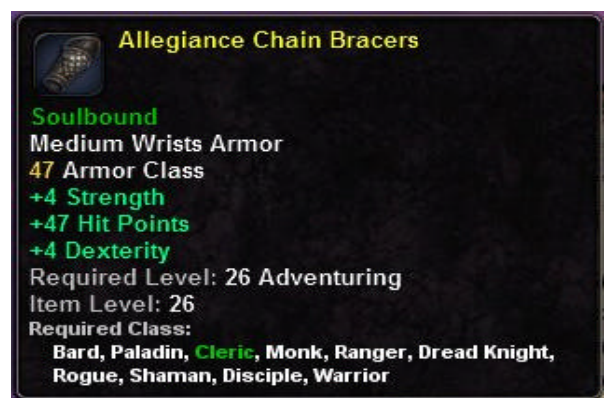 Allegiance Chain Bracers
Soulbound
Medium Wrists Armor
47 Armor Class
+4 Strength
+47 Hit Points
+4 Dexterity
Required Level: 26 Adventuring
Item Level: 26
Required Class:
Bard, Paladin, Cleric, Monk, Ranger, Dread Knight,
Rogue, Shaman, Disciple, Warrior